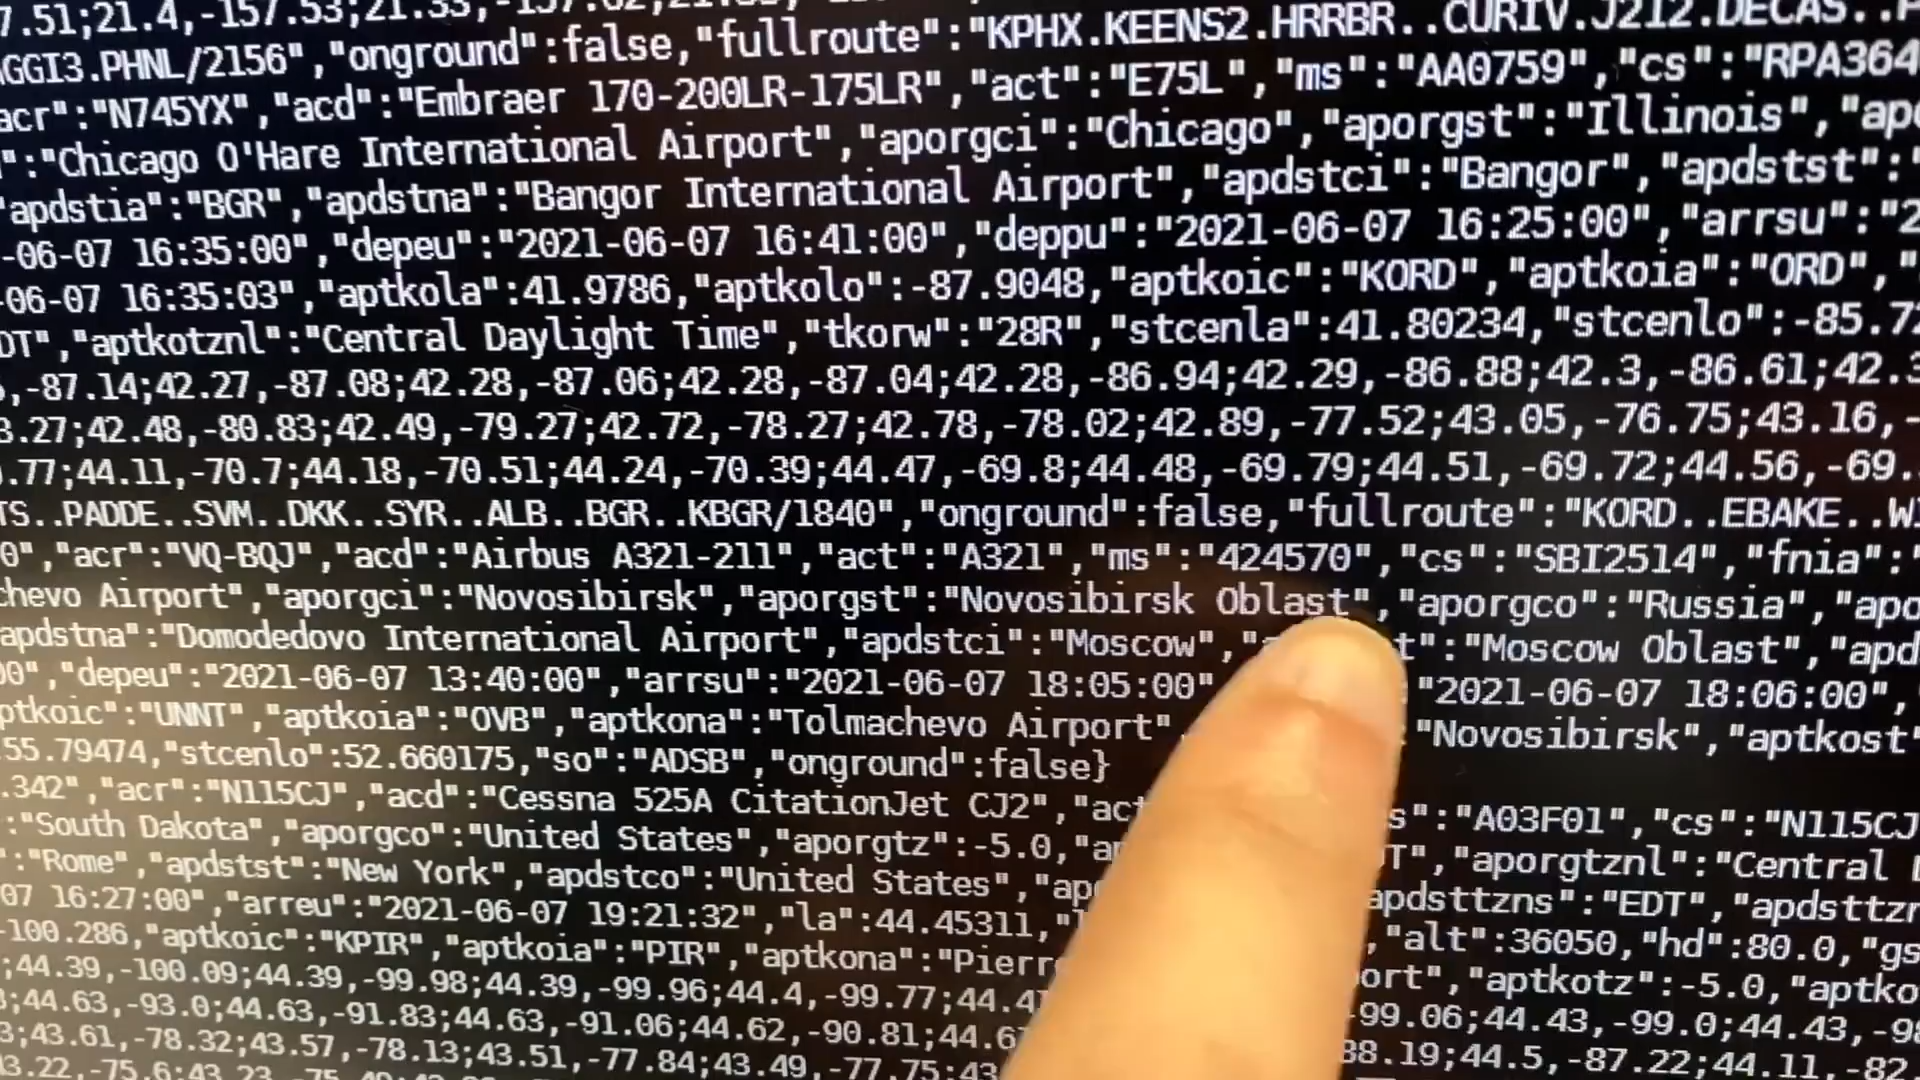 7.51;21.4,-157.53;21.33,-157.62;21.
GGI3.PHNL/2156","onground":false,"fullroute":"KPHX.KEENS2.HRRBR..CURIV.J212.DECAS..
acr":"N745YX","acd":"Embraer 170-200LR-175LR","act":"E75L","ms":"AA0759","cs":"RPA364
":"Chicago O'Hare International Airport","aporgci":"Chicago","aporgst":"Illinois","apo
"apdstia":"BGR","apdstna":"Bangor International Airport","apdstci":"Bangor","apdstst":"
-06-07 16:35:00","depeu":"2021-06-07 16:41:00","deppu":"2021-06-07 16:25:00","arrsu":"2
-06-07 16:35:03","aptkola":41.9786,"aptkolo":-87.9048,"aptkoic":"KORD","aptkoia":"ORD","
DT","aptkotznl":"Central Daylight Time","tkorw":"28R","stcenla":41.80234,"stcenlo":-85.72
,-87.14;42.27,-87.08;42.28,-87.06;42.28,-87.04;42.28,-86.94;42.29,-86.88;42.3,-86.61;42.3
3.27;42.48,-80.83;42.49,-79.27;42.72,-78.27;42.78,-78.02;42.89,-77.52;43.05,-76.75;43.16,-
.77;44.11,-70.7;44.18,-70.51;44.24,-70.39;44.47,-69.8;44.48,-69.79;44.51,-69.72;44.56,-69.
TS..PADDE..SVM..DKK..SYR..ALB..BGR..KBGR/1840","onground":false,"fullroute":"KORD..EBAKE..W
0","acr":"VQ-BQJ","acd":"Airbus A321-211","act":"A321","ms":"424570","cs":"SBI2514","fnia":"
chevo Airport","aporgci":"Novosibirsk","aporgst":"Novosibirsk Oblast","aporgco":"Russia","apo
apdstna":"Domodedovo International Airport","apdstci":"Moscow","a t":"Moscow Oblast","apd
00","depeu":"2021-06-07 13:40:00","arrsu":"2021-06-07 18:05:00" "2021-06-07 18:06:00",
ptkoic":"UNNT","aptkoia":"OVB","aptkona":"Tolmachevo Airport" "Novosibirsk","aptkost"
55.79474,"stcenlo":52.660175,"so":"ADSB","onground":false}
.342","acr":"N115CJ","acd":"Cessna 525A CitationJet CJ2","act s":"A03F01","cs":"N115CJ
:"South Dakota","aporgco":"United States","aporgtz":-5.0,"a T","aporgtznl":"Central
":"Rome","apdstst":"New York","apdstco":"United States","ap apdsttzns":"EDT","apdsttzn
07 16:27:00","arreu":"2021-06-07 19:21:32","la":44.45311," ,"alt":36050,"hd":80.0,"gs
-100.286,"aptkoic":"KPIR","aptkoia":"PIR","aptkona":"Pierr ort","aptkotz":-5.0,"aptko
;44.39,-100.09;44.39,-99.98;44.39,-99.96;44.4,-99.77;44.4 -99.06;44.43,-99.0;44.43,-98
;44.63,-93.0;44.63,-91.83;44.63,-91.06;44.62,-90.81;44.6 88.19;44.5,-87.22;44.11,-82.
3;43.61,-78.32;43.57,-78.13;43.51,-77.84;43.49,-77.75;43